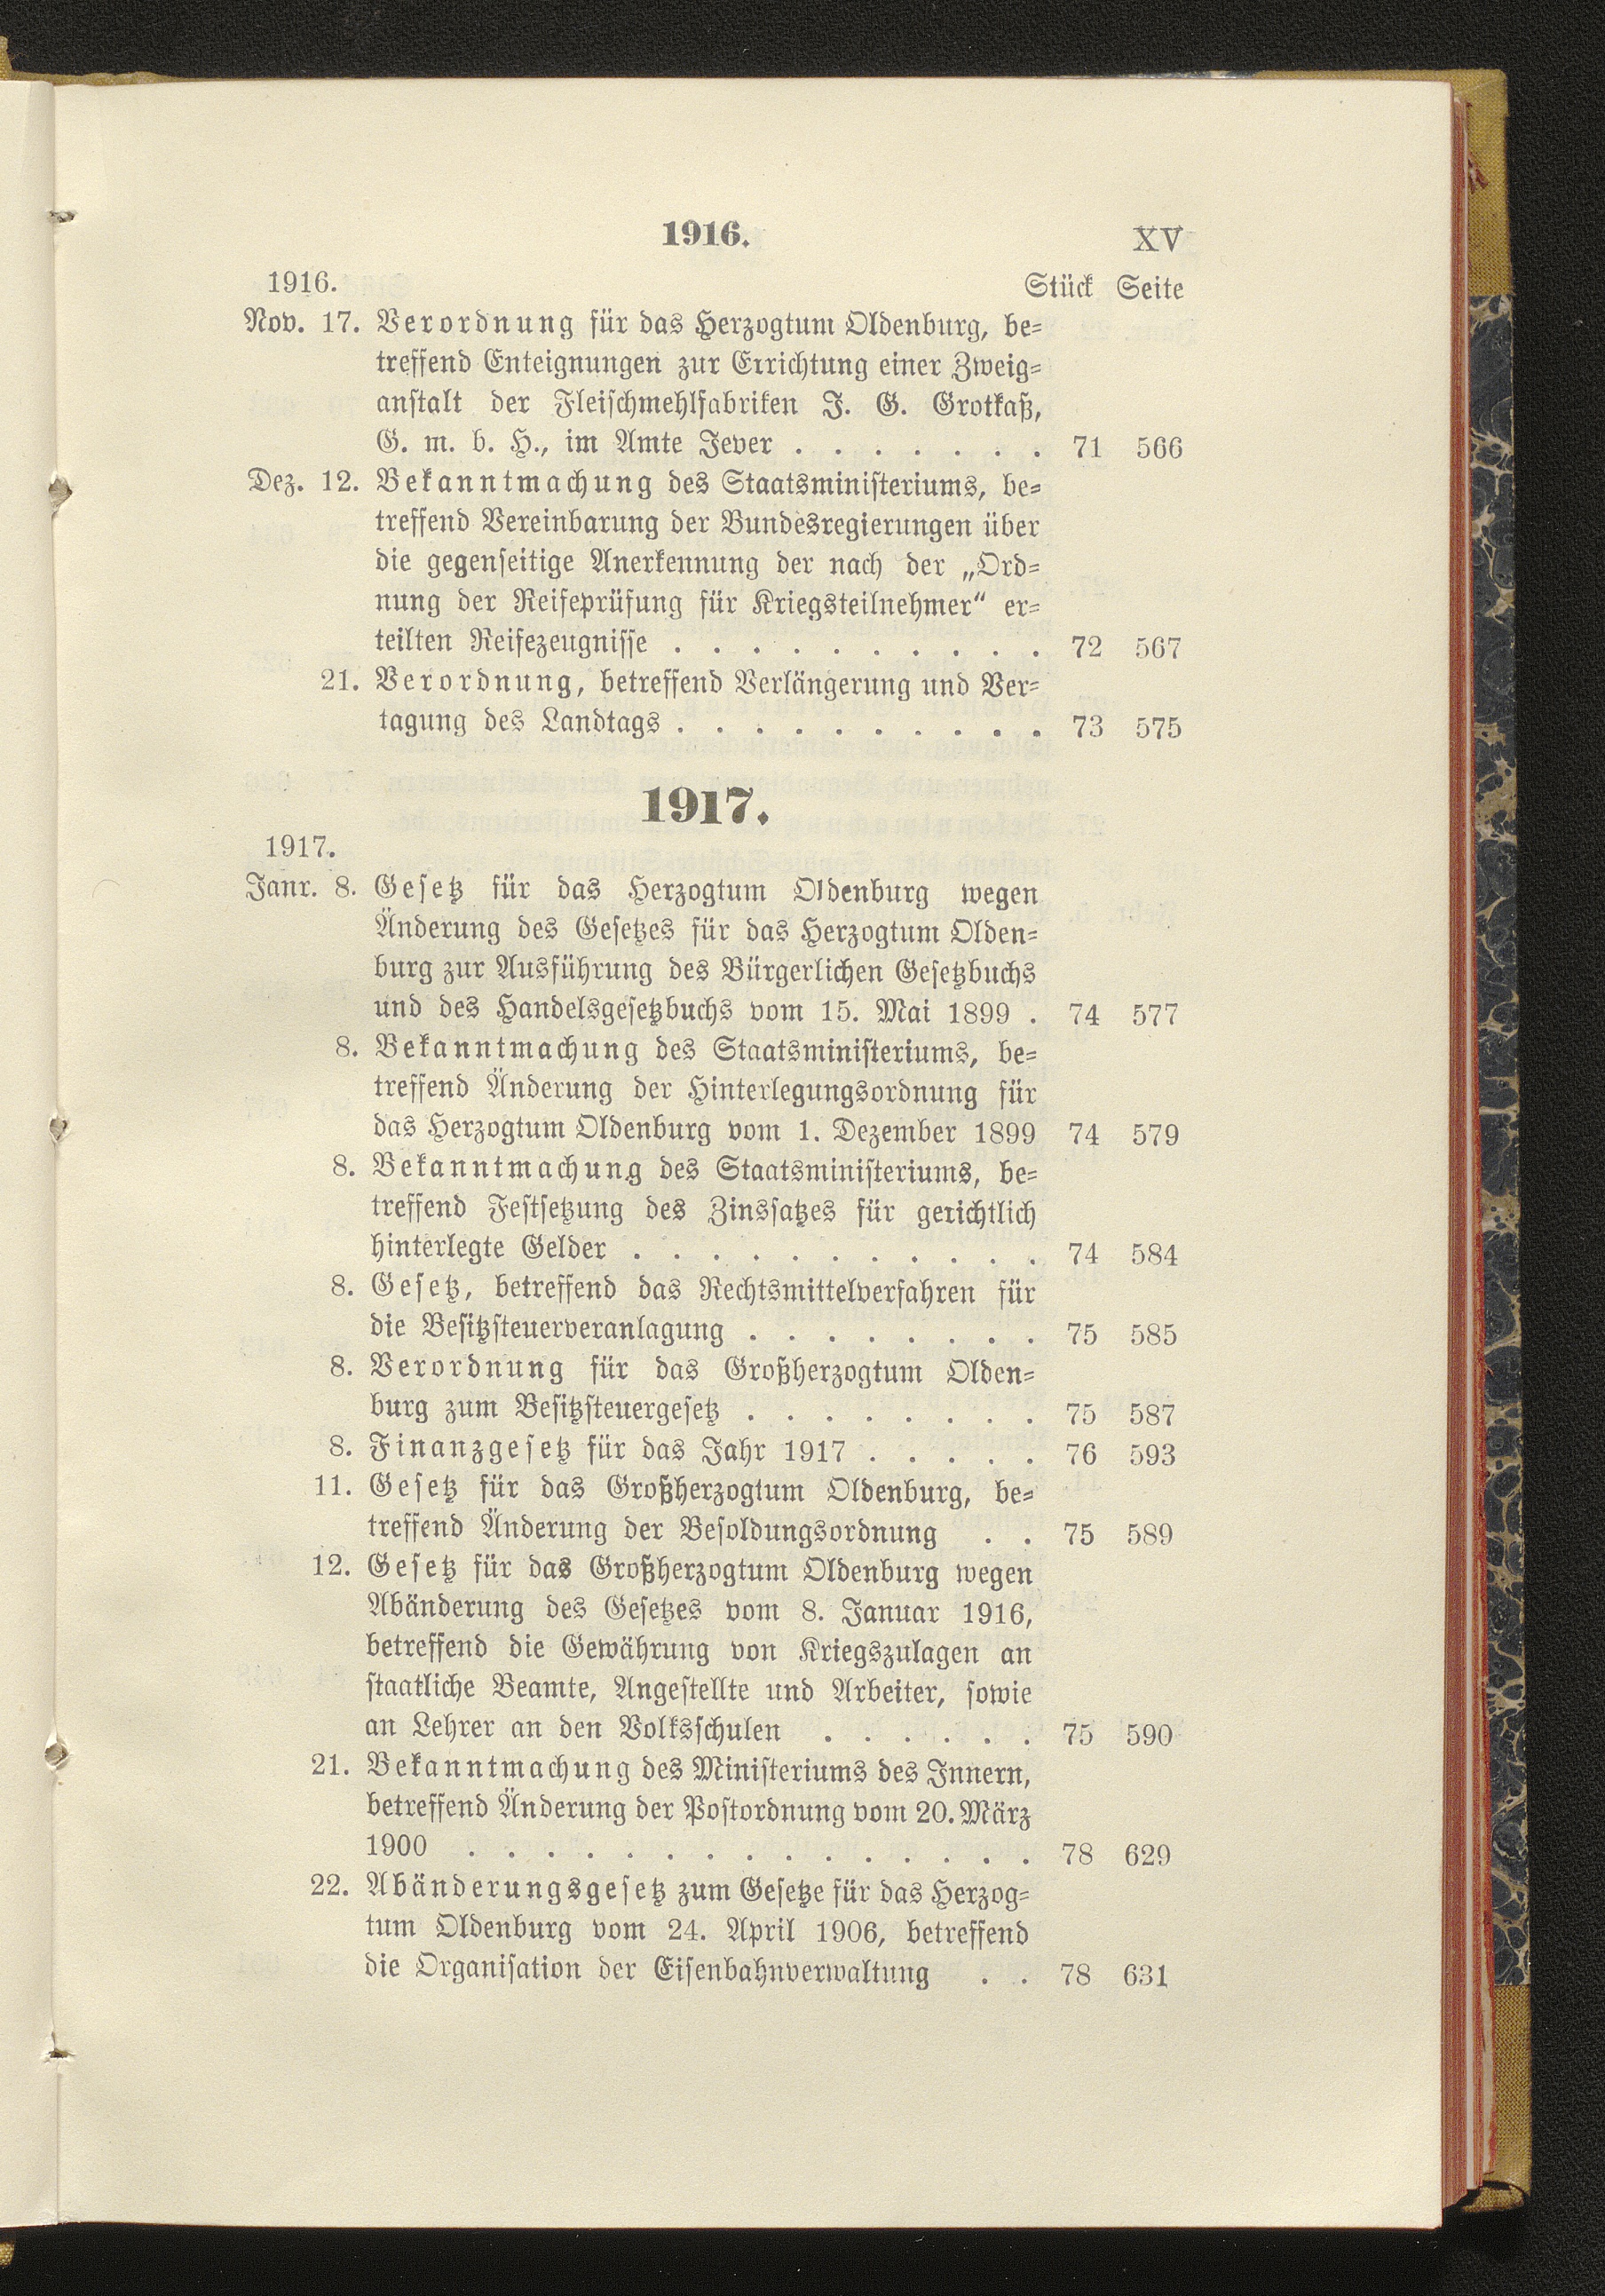 1916. XV
1916. Stück Seite
Nov. 17. Verordnung für das Herzogtum Oldenburg, be-
treffend Enteignungen zur Errichtung einer Zweig-
anstalt der Fleischmehlfabriken J. G. Grotkaß,
G. m. b. H., im Amte Jever . . . . . . . 71 566
Dez. 12. Bekanntmachung des Staatsministeriums, be-
treffend Vereinbarung der Bundesregierungen über
die gegenseitige Anerkennung der nach der „Ord-
nung der Reifeprüfung für Kriegsteilnehmer“ er-
teilten Reifezeugnisse . . . . . . . . . . 72 567
21. Verordnung, betreffend Verlängerung und Ver-
tagung des Landtags . . . . . . . . . . 73 575
1917.
1917.
Janr. 8. Gesetz für das Herzogtum Oldenburg wegen
Änderung des Gesetzes für das Herzogtum Olden-
burg zur Ausführung des Bürgerlichen Gesetzbuchs
und des Handelsgesetzbuchs vom 15. Mai 1899 . 74 577
8. Bekanntmachung des Staatsministeriums, be-
treffend Änderung der Hinterlegungsordnung für
das Herzogtum Oldenburg vom 1. Dezember 1899 74 579
8. Bekanntmachung des Staatsministeriums, be-
treffend Festsetzung des Zinssatzes für gerichtlich
hinterlegte Gelder . . . . . . . . . . . 74 584
8. Gesetz, betreffend das Rechtsmittelverfahren für
die Besitzsteuerveranlagung . . . . . . . . 75 585
8. Verordnung für das Großherzogtum Olden-
burg zum Besitzsteuergesetz . . . . . . . . 75 587
8. Finanzgesetz für das Jahr 1917 . . . . . 76 593
11. Gesetz für das Großherzogtum Oldenburg, be-
treffend Änderung der Besoldungsordnung . . 75 589
12. Gesetz für das Großherzogtum Oldenburg wegen
Abänderung des Gesetzes vom 8. Januar 1916,
betreffend die Gewährung von Kriegszulagen an
staatliche Beamte, Angestellte und Arbeiter, sowie
an Lehrer an den Volksschulen . . . . . . 75 590
21. Bekanntmachung des Ministeriums des Innern,
betreffend Änderung der Postordnung vom 20. März
1900 . . . . . . . . . . . . . . . 78 629
22. Abänderungsgesetz zum Gesetze für das Herzog-
tum Oldenburg vom 24. April 1906, betreffend
die Organisation der Eisenbahnverwaltung . . 78 631